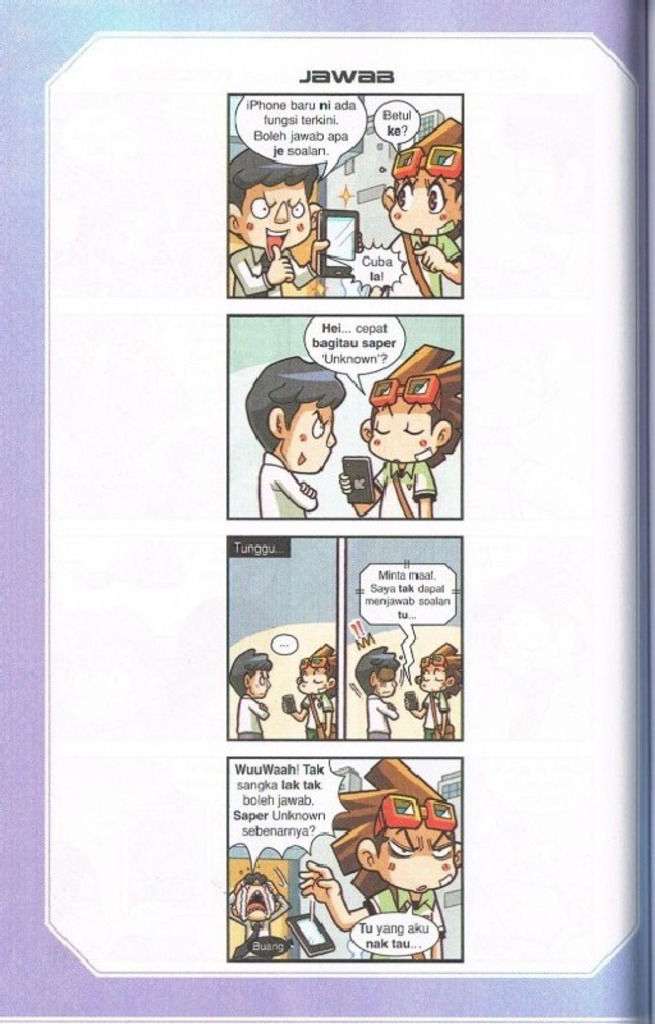 JAWAB
iPhone baru ni ada
fungsi terkini.
Boleh jawab apa
je soalan.
Betul
ke?
Cuba
la!
Hei... cepat
bagitau saper
'Unknown'?
Tunggu...
...
!!
Minta maaf.
Saya tak dapat
menjawab soalan
tu...
WuuWaah! Tak
sangka lak tak
boleh jawab.
Saper Unknown
sebenarnya?
Buang
Tu yang aku
nak tau...